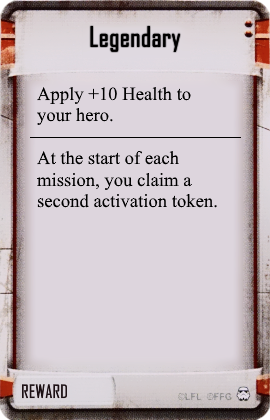 Legendary
Apply +10 Health to
your hero.
At the start of each
mission, you claim a
second activation token.
REWARD
©LFL ©FFG